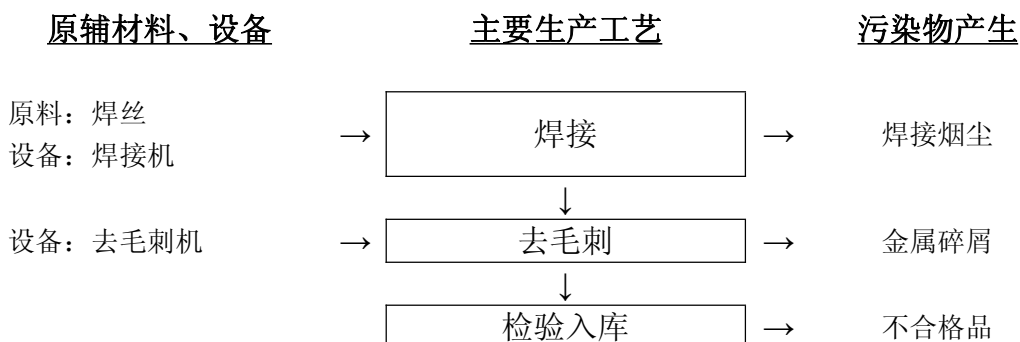 原辅材料、设备 主要生产工艺 污染物产生
原料：焊丝
设备：焊接机
→ 焊接 → 焊接烟尘
↓
设备：去毛刺机 → 去毛刺 → 金属碎屑
↓
检验入库 → 不合格品